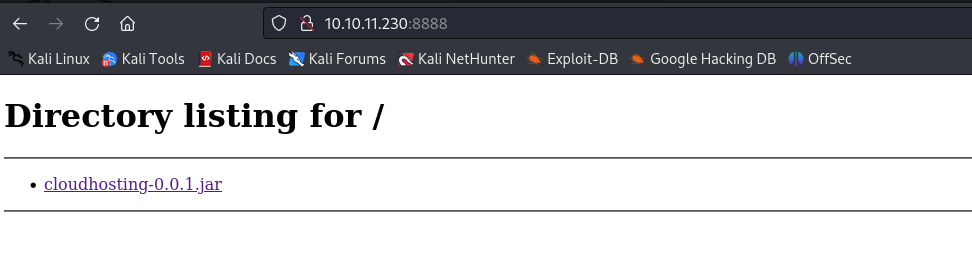 10.10.11.230:8888
Kali Linux Kali Tools Kali Docs Kali Forums Kali NetHunter Exploit-DB Google Hacking DB OffSec
Directory listing for /
• cloudhosting-0.0.1.jar